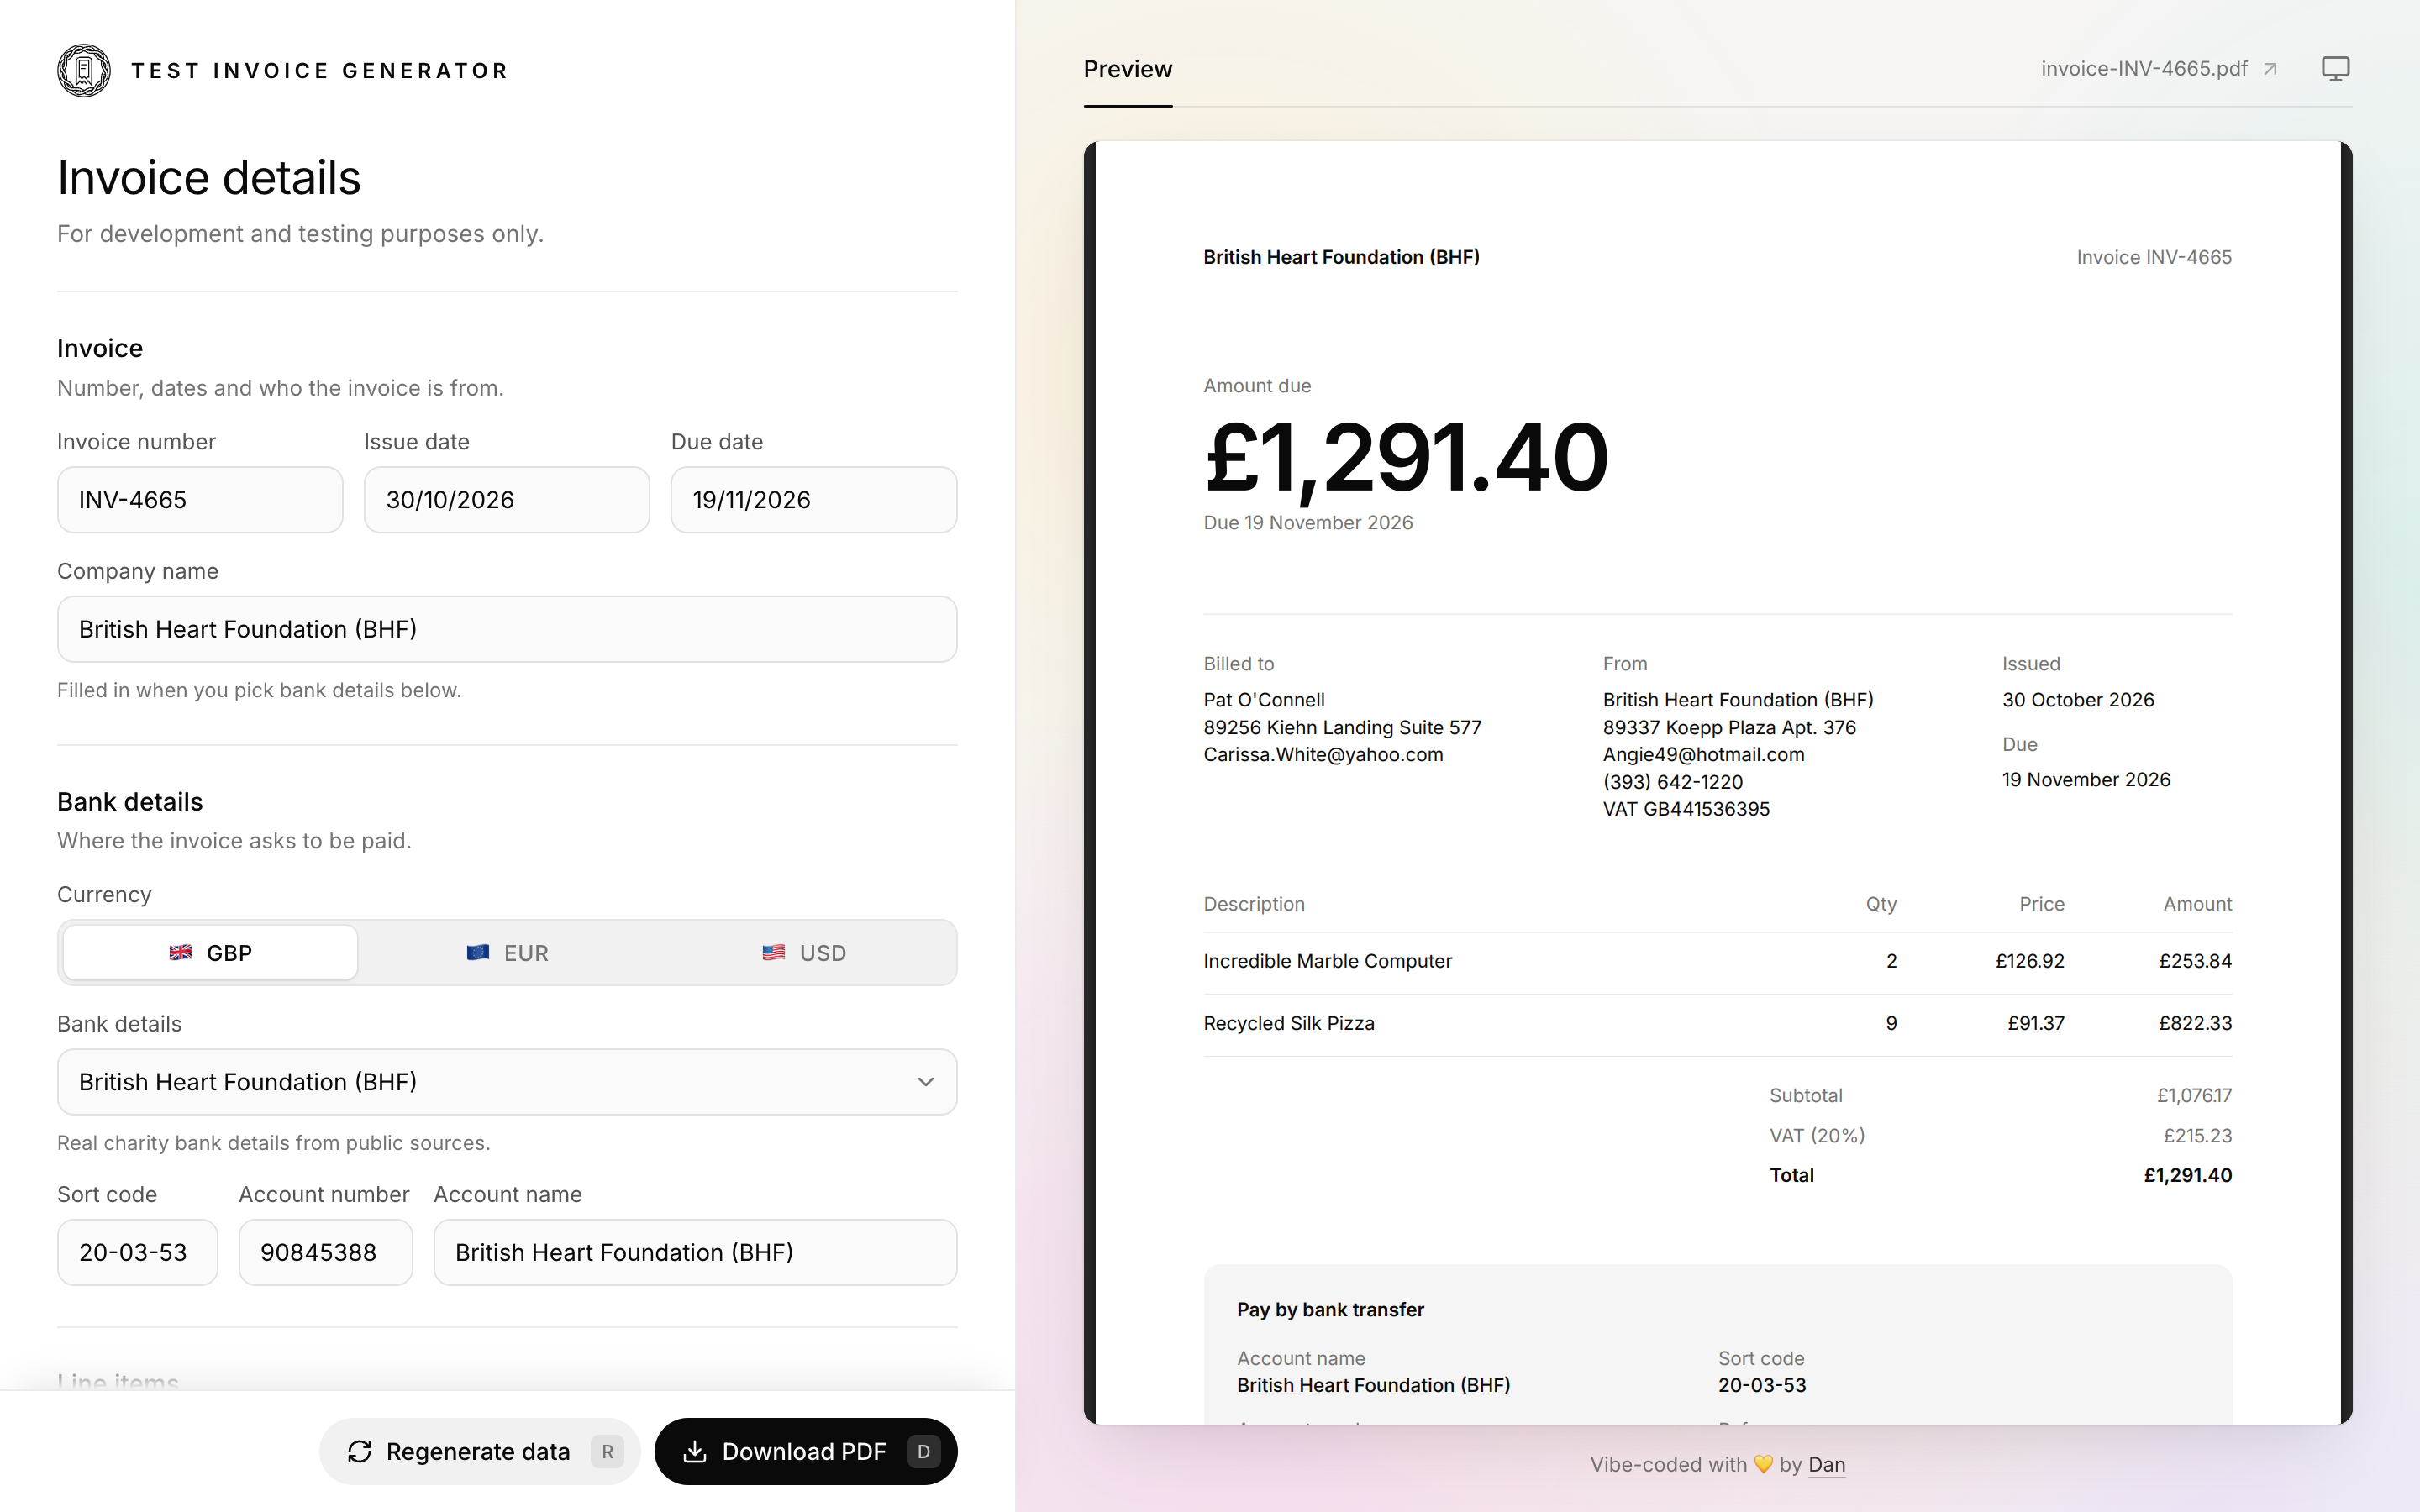 TEST INVOICE GENERATOR
Invoice details
For development and testing purposes only.
Invoice
Number, dates and who the invoice is from.
Invoice number Issue date Due date
INV-4665 30/10/2026 19/11/2026
Company name
British Heart Foundation (BHF)
Filled in when you pick bank details below.
Bank details
Where the invoice asks to be paid.
Currency
GBP EUR USD
Bank details
British Heart Foundation (BHF)
Real charity bank details from public sources.
Sort code Account number Account name
20-03-53 90845388 British Heart Foundation (BHF)
Line items
Regenerate data R Download PDF D
Preview invoice-INV-4665.pdf
British Heart Foundation (BHF) Invoice INV-4665
Amount due
£1,291.40
Due 19 November 2026
Billed to
Pat O'Connell
89256 Kiehn Landing Suite 577
Carissa.White@yahoo.com
From
British Heart Foundation (BHF)
89337 Koepp Plaza Apt. 376
Angie49@hotmail.com
(393) 642-1220
VAT GB441536395
Issued
30 October 2026
Due
19 November 2026
Description Qty Price Amount
Incredible Marble Computer 2 £126.92 £253.84
Recycled Silk Pizza 9 £91.37 £822.33
Subtotal £1,076.17
VAT (20%) £215.23
Total £1,291.40
Pay by bank transfer
Account name Sort code
British Heart Foundation (BHF) 20-03-53
Vibe-coded with 💛 by Dan